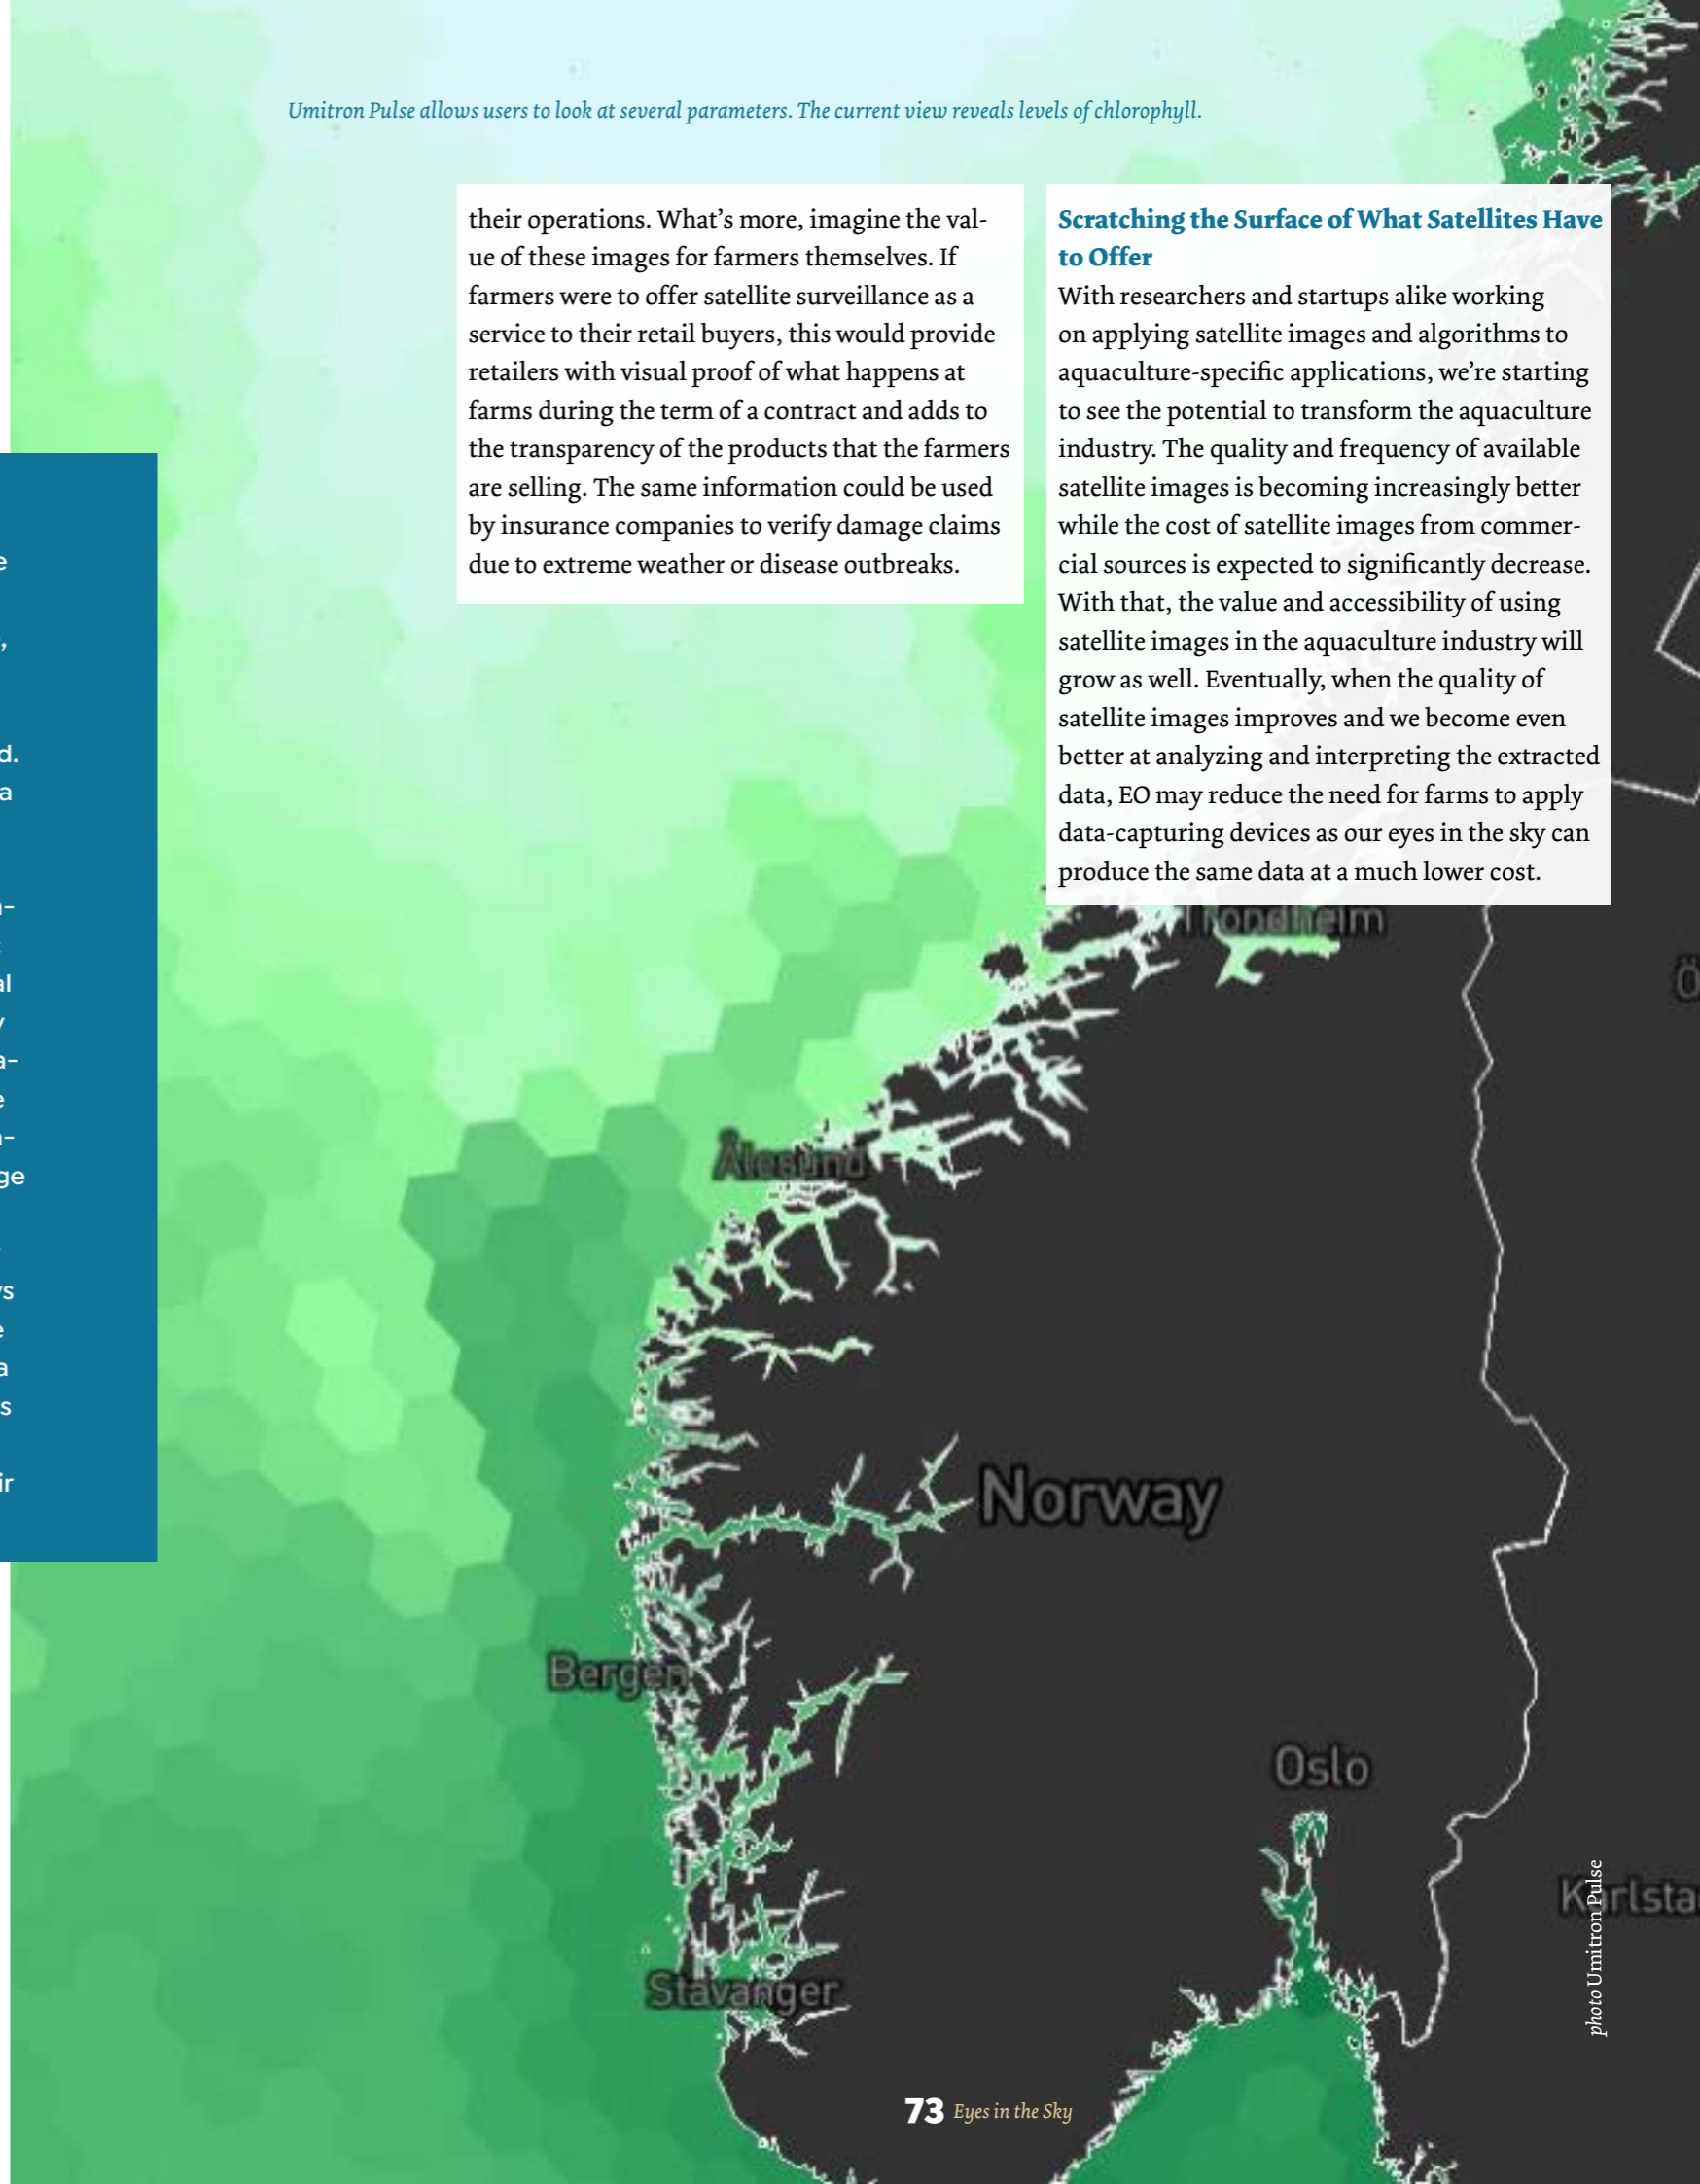 Umitron Pulse allows users to look at several parameters. The current view reveals levels of chlorophyll.
their operations. What’s more, imagine the val-
ue of these images for farmers themselves. If
farmers were to offer satellite surveillance as a
service to their retail buyers, this would provide
retailers with visual proof of what happens at
farms during the term of a contract and adds to
the transparency of the products that the farmers
are selling. The same information could be used
by insurance companies to verify damage claims
due to extreme weather or disease outbreaks.
Scratching the Surface of What Satellites Have
to Offer
With researchers and startups alike working
on applying satellite images and algorithms to
aquaculture-specific applications, we’re starting
to see the potential to transform the aquaculture
industry. The quality and frequency of available
satellite images is becoming increasingly better
while the cost of satellite images from commer-
cial sources is expected to significantly decrease.
With that, the value and accessibility of using
satellite images in the aquaculture industry will
grow as well. Eventually, when the quality of
satellite images improves and we become even
better at analyzing and interpreting the extracted
data, EO may reduce the need for farms to apply
data-capturing devices as our eyes in the sky can
produce the same data at a much lower cost.
Trondheim
Ålesund
Norway
Bergen
Oslo
Karlsta
Stavanger
photo Umitron Pulse
73 Eyes in the Sky